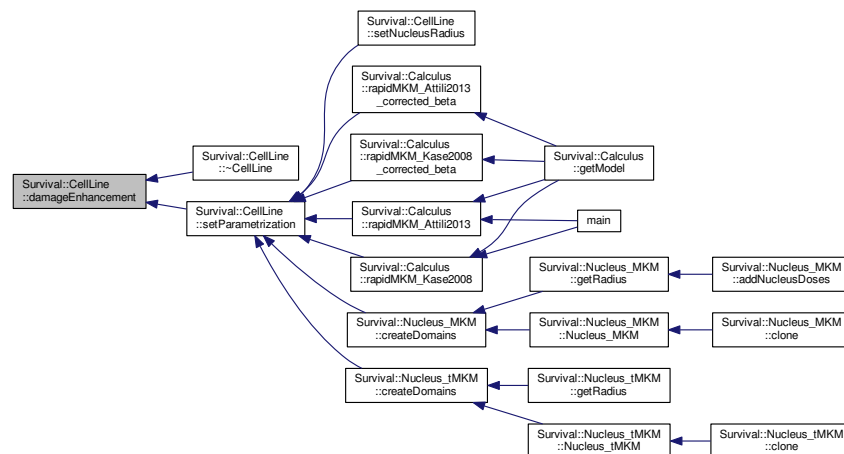 Survival::CellLine
::setNucleusRadius
Survival::Calculus
::rapidMKM_Attili2013
_corrected_beta
Survival::CellLine
::~CellLine
Survival::Calculus
::rapidMKM_Kase2008
_corrected_beta
Survival::Calculus
::getModel
Survival::CellLine
::damageEnhancement
Survival::CellLine
::setParametrization
Survival::Calculus
::rapidMKM_Attili2013
main
Survival::Calculus
::rapidMKM_Kase2008
Survival::Nucleus_MKM
::getRadius
Survival::Nucleus_MKM
::addNucleusDoses
Survival::Nucleus_MKM
::createDomains
Survival::Nucleus_MKM
::Nucleus_MKM
Survival::Nucleus_MKM
::clone
Survival::Nucleus_tMKM
::createDomains
Survival::Nucleus_tMKM
::getRadius
Survival::Nucleus_tMKM
::Nucleus_tMKM
Survival::Nucleus_tMKM
::clone